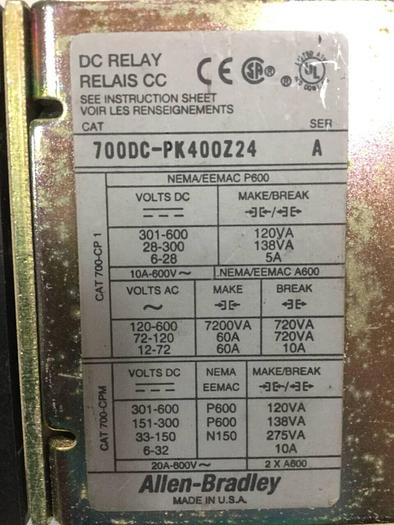 DC RELAY
RELAIS CC
CE SA ® ® UL
SEE INSTRUCTION SHEET
VOIR LES RENSEIGNEMENTS
CAT SER
700DC-PK400Z24 A
CAT 700-CP 1
NEMA/EEMAC P600
VOLTS DC MAKE/BREAK
301-600 120VA
28-300 138VA
6-28 5A
10A-600V~ NEMA/EEMAC A600
VOLTS AC MAKE BREAK
~
120-600 7200VA 720VA
72-120 60A 720VA
12-72 60A 10A
CAT 700-CPM
VOLTS DC NEMA MAKE/BREAK
EEMAC
301-600 P600 120VA
151-300 P600 138VA
33-150 N150 275VA
6-32 10A
20A-600V~ 2 X A600
Allen-Bradley
MADE IN U.S.A.